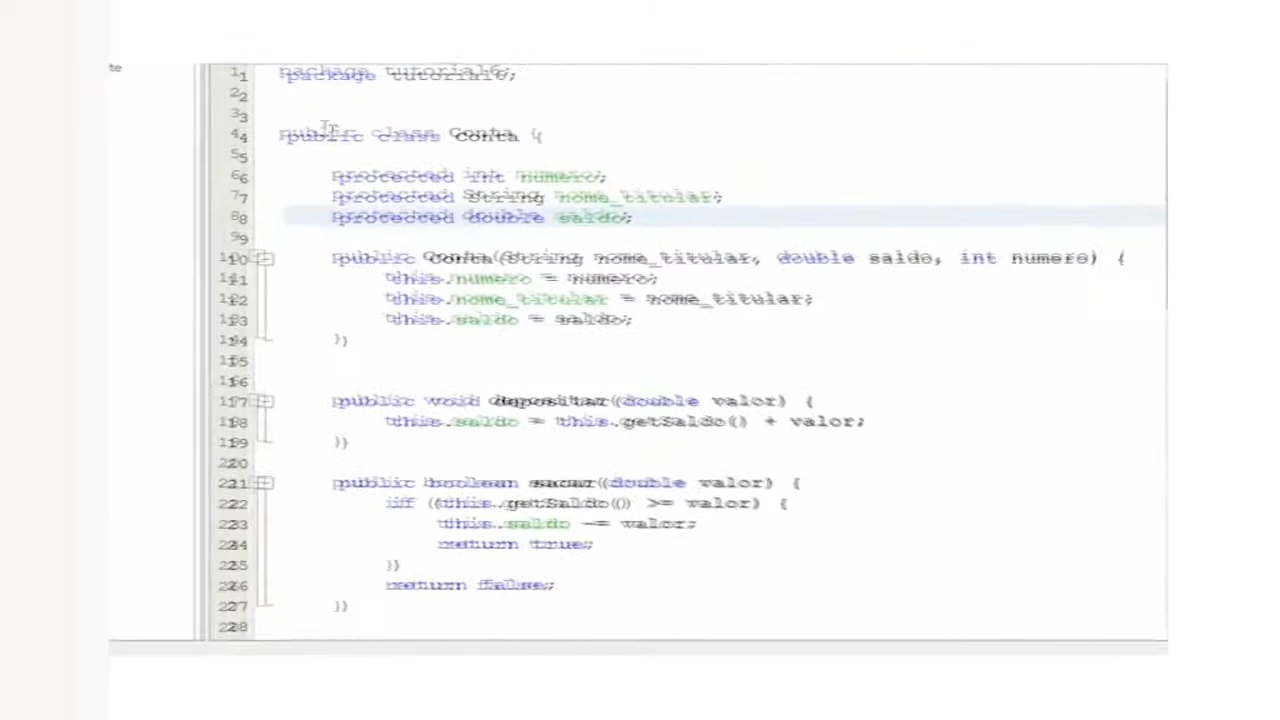 te
1 package tutorial6;
2
3
4 public class Conta {
5
6 protected int numero;
7 protected String nome_titular;
8 protected double saldo;
9
10 public Conta(String nome_titular, double saldo, int numero) {
11 this.numero = numero;
12 this.nome_titular = nome_titular;
13 this.saldo = saldo;
14 }
15
16
17 public void depositar(double valor) {
18 this.saldo = this.getSaldo() + valor;
19 }
20
21 public boolean sacar(double valor) {
22 if (this.getSaldo() >= valor) {
23 this.saldo -= valor;
24 return true;
25 }
26 return false;
27 }
28